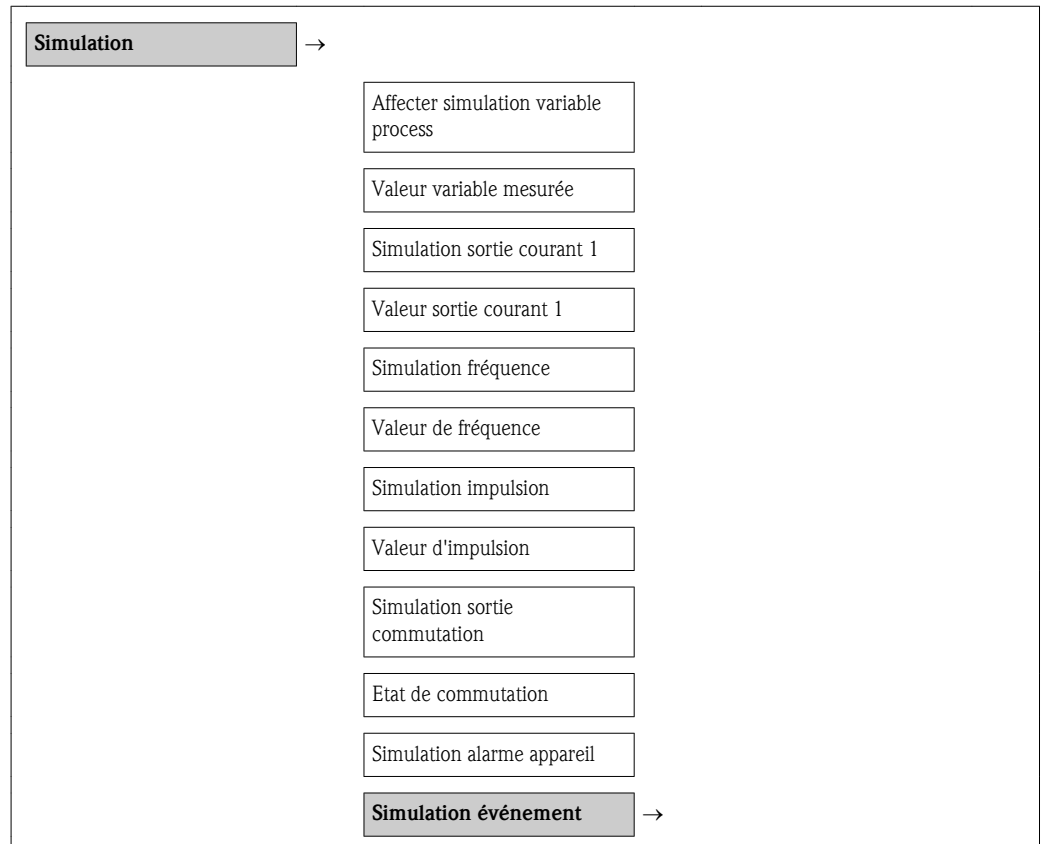 Simulation →
Affecter simulation variable
process
Valeur variable mesurée
Simulation sortie courant 1
Valeur sortie courant 1
Simulation fréquence
Valeur de fréquence
Simulation impulsion
Valeur d'impulsion
Simulation sortie
commutation
Etat de commutation
Simulation alarme appareil
Simulation événement →